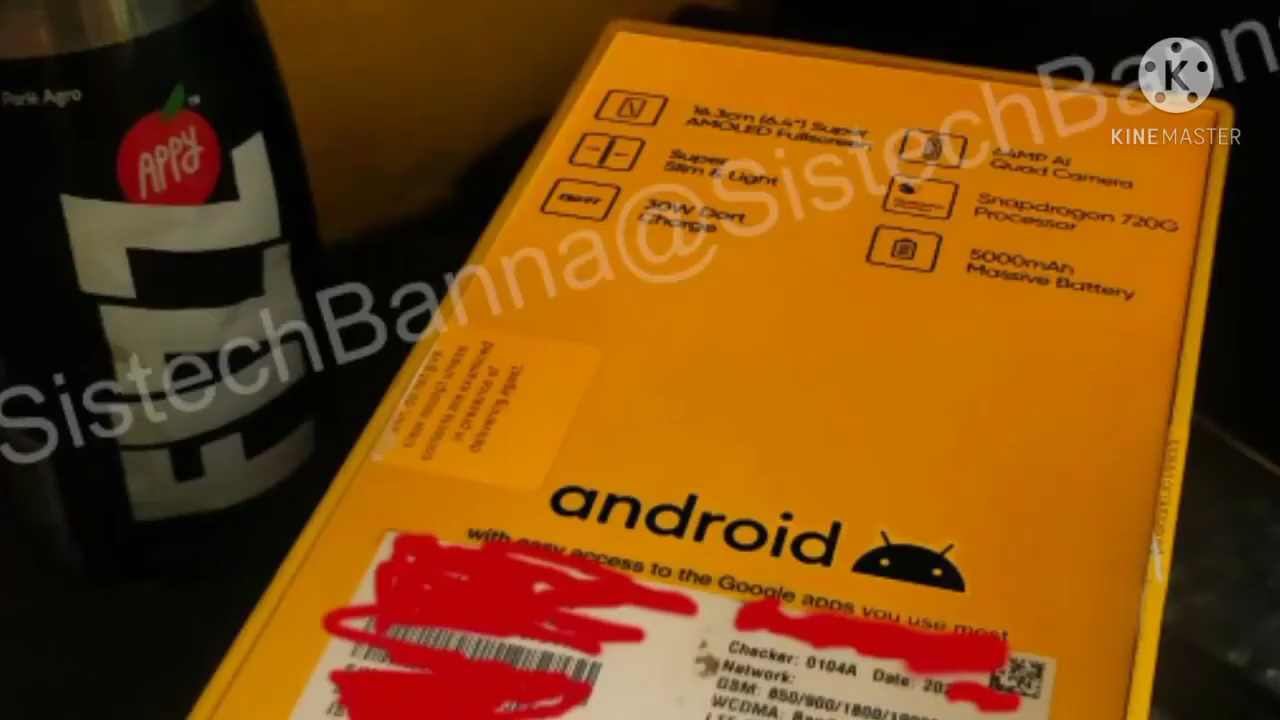 Parle Agro
APPY
FIZZ
SistechBanna@SistechBanna
K
KINEMASTER
16.3cm (6.4") Super
AMOLED Fullscreen
Super
Slim & Light
30W Dart
Charge
64MP AI
Quad Camera
Snapdragon 720G
Processor
5000mAh
Massive Battery
android
with easy access to the Google apps you use most
Checker: 0104A Date: 202
Network:
GSM: 850/900/1800/1900
WCDMA: